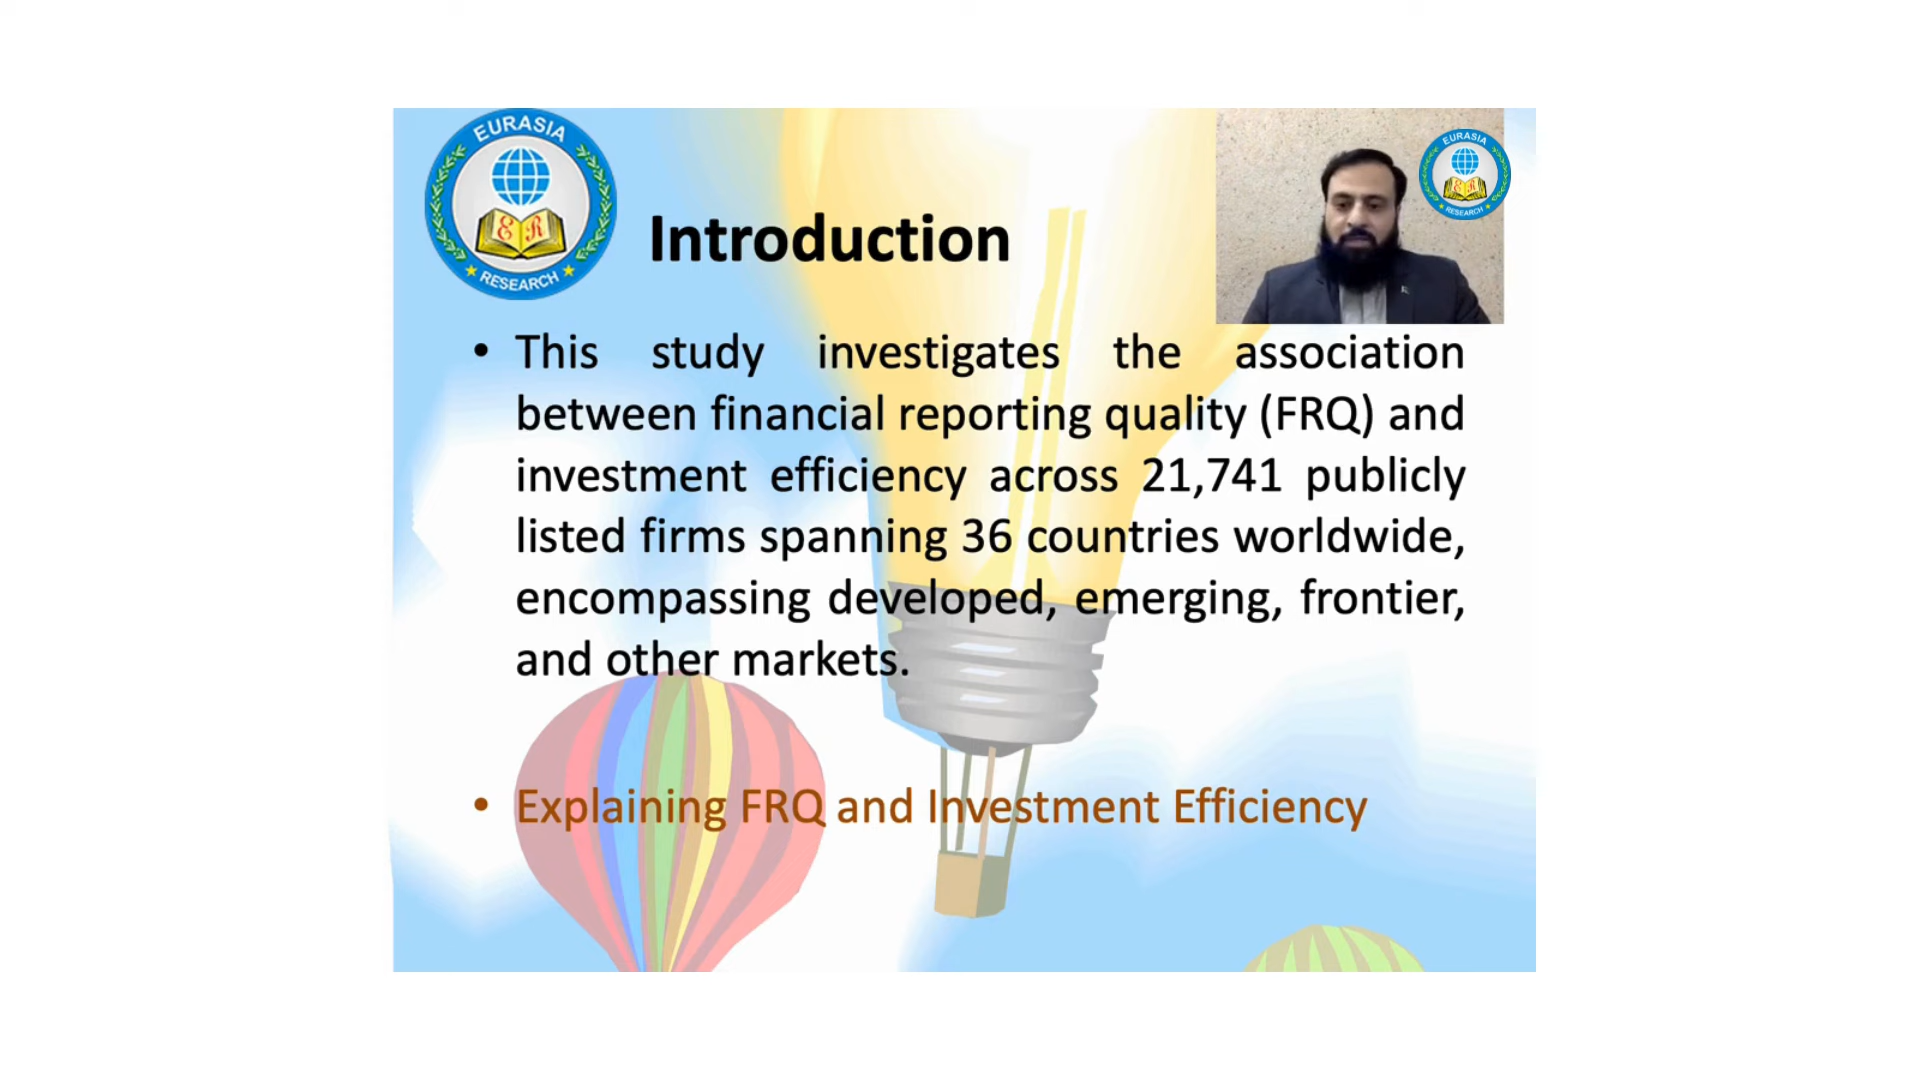 EURASIA
E R
RESEARCH
Introduction
EURASIA
E R
RESEARCH
• This study investigates the association
between financial reporting quality (FRQ) and
investment efficiency across 21,741 publicly
listed firms spanning 36 countries worldwide,
encompassing developed, emerging, frontier,
and other markets.
• Explaining FRQ and Investment Efficiency